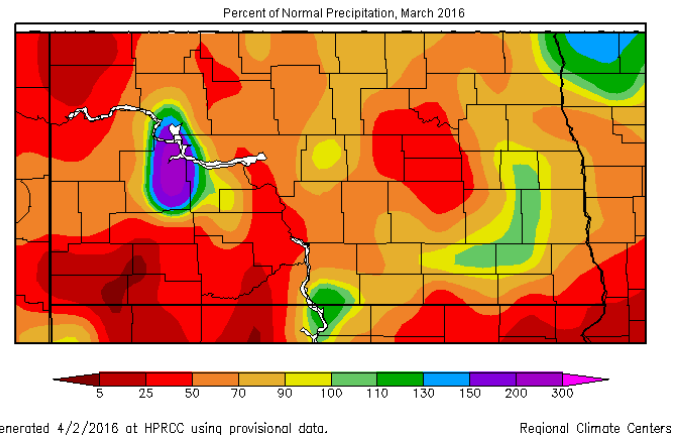 Percent of Normal Precipitation, March 2016
5 25 50 70 90 100 110 130 150 200 300
enerated 4/2/2016 at HPRCC using provisional data. Regional Climate Centers